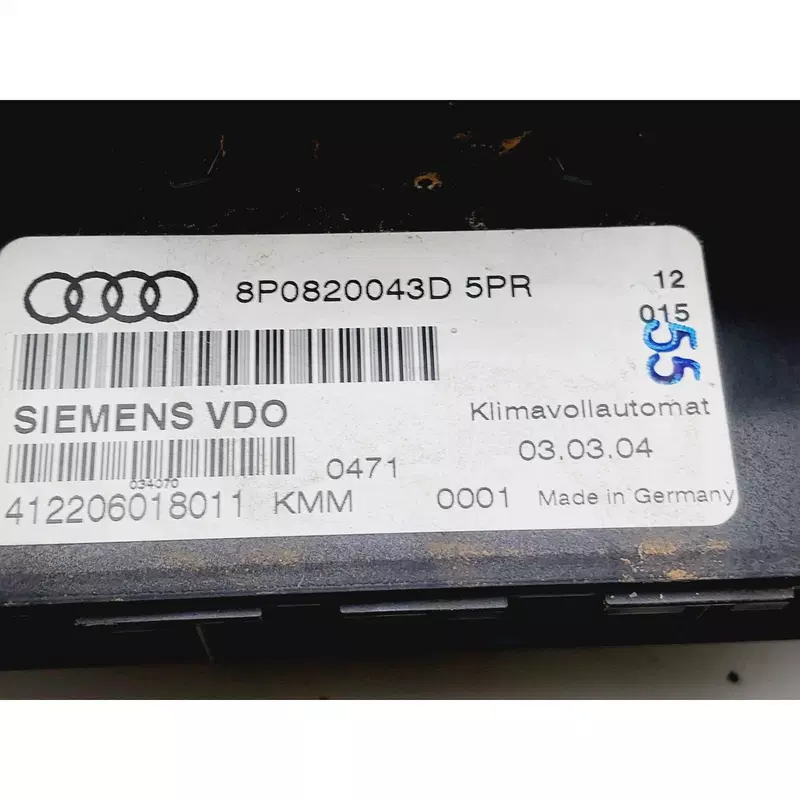 8P0820043D 5PR
12
015
55
SIEMENS VDO
Klimavollautomat
03.03.04
034070
0471
412206018011 KMM
0001 Made in Germany